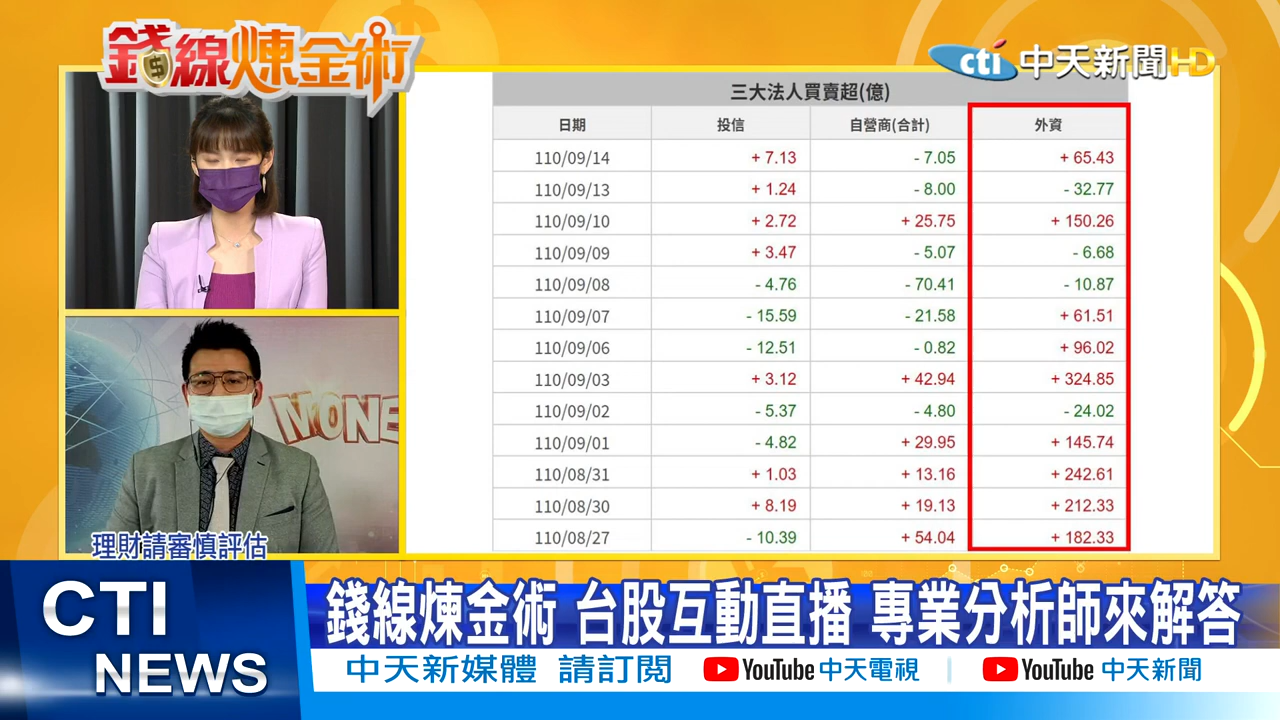 錢線煉金術
cti 中天新聞HD
三大法人買賣超(億)
日期 投信 自營商(合計) 外資
110/09/14 + 7.13 - 7.05 + 65.43
110/09/13 + 1.24 - 8.00 - 32.77
110/09/10 + 2.72 + 25.75 + 150.26
110/09/09 + 3.47 - 5.07 - 6.68
110/09/08 - 4.76 - 70.41 - 10.87
110/09/07 - 15.59 - 21.58 + 61.51
110/09/06 - 12.51 - 0.82 + 96.02
110/09/03 + 3.12 + 42.94 + 324.85
110/09/02 - 5.37 - 4.80 - 24.02
110/09/01 - 4.82 + 29.95 + 145.74
110/08/31 + 1.03 + 13.16 + 242.61
110/08/30 + 8.19 + 19.13 + 212.33
110/08/27 - 10.39 + 54.04 + 182.33
MONE
理財請審慎評估
CTI
NEWS
錢線煉金術 台股互動直播 專業分析師來解答
中天新媒體 請訂閱 YouTube 中天電視 | YouTube 中天新聞